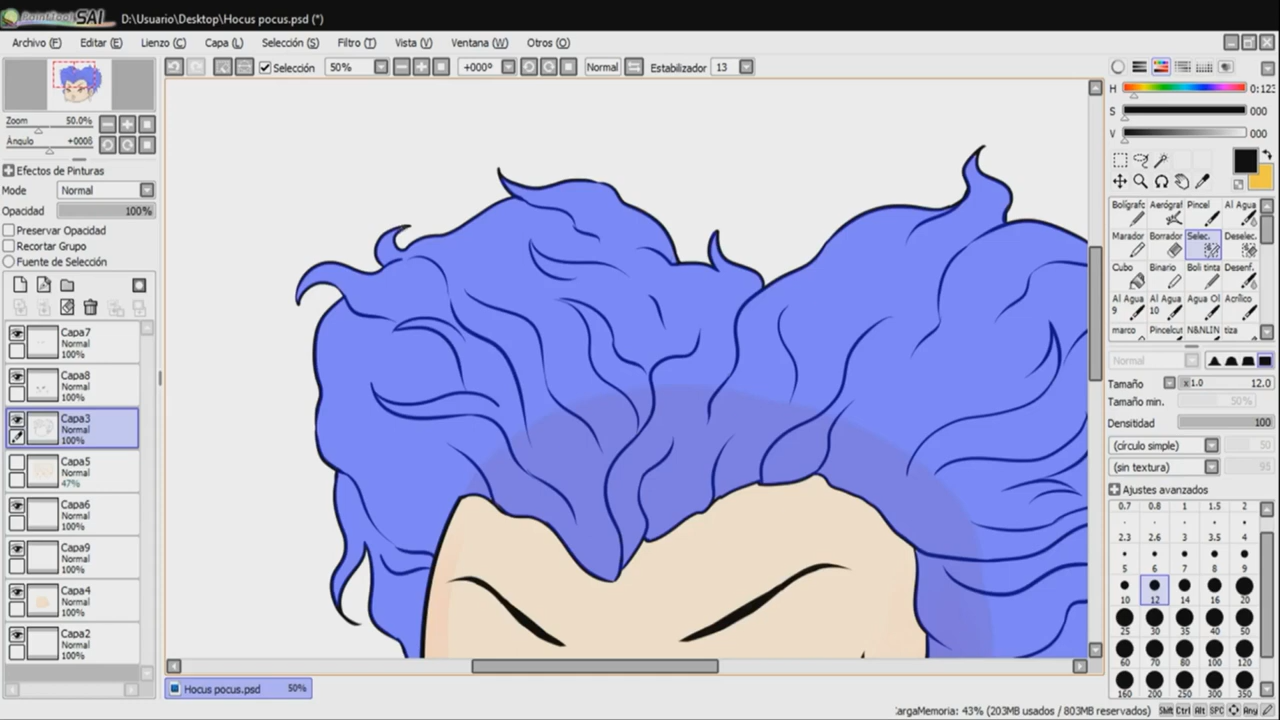 PaintTool SAI D:\Usuario\Desktop\Hocus pocus.psd (*)
Archivo (F) Editar (E) Lienzo (C) Capa (L) Selección (S) Filtro (T) Vista (V) Ventana (W) Otros (O)
Selección 50% +000º Normal Estabilizador 13
Zoom 50.0%
Ángulo +000ß
Efectos de Pinturas
Mode Normal
Opacidad 100%
Preservar Opacidad
Recortar Grupo
Fuente de Selección
Capa7
Normal
100%
Capa8
Normal
100%
Capa3
Normal
100%
Capa5
Normal
47%
Capa6
Normal
100%
Capa9
Normal
100%
Capa4
Normal
100%
Capa2
Normal
100%
Hocus pocus.psd 50%
H 0:123
S 000
V 000
Bolígrafo Aerógraf Pincel Al Agua
Marador Borrador Selec. Deselec.
Cubo Binario Boli tinta Desenf.
Al Agua Al Agua Agua Ol Acrílico
9 10
marco Pincelcut N&NLIN tiza
Normal
Tamaño x1.0 12.0
Tamaño min. 50%
Densitidad 100
(círculo simple) 50
(sin textura) 95
Ajustes avanzados
0.7 0.8 1 1.5 2
2.3 2.6 3 3.5 4
5 6 7 8 9
10 12 14 16 20
25 30 35 40 50
60 70 80 100 120
160 200 250 300 350
CargaMemoria: 43% (203MB usados / 803MB reservados) Shift Ctrl Alt SPC Any